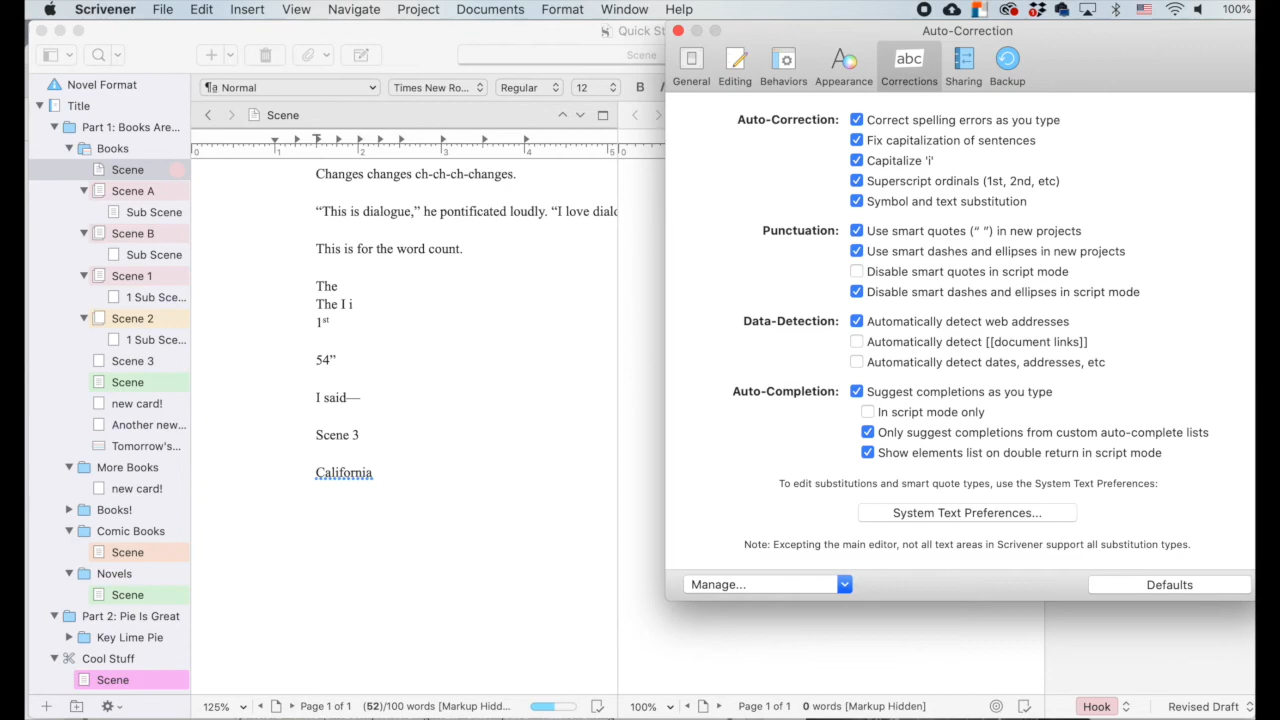 Scrivener File Edit Insert View Navigate Project Documents Format Window Help 100%
Quick St
Scene
Auto-Correction
General Editing Behaviors Appearance abc Corrections Sharing Backup
Novel Format
Title
Part 1: Books Are...
Books
Scene
Scene A
Sub Scene
Scene B
Sub Scene
Scene 1
1 Sub Sce...
Scene 2
1 Sub Sce...
Scene 3
Scene
new card!
Another new...
Tomorrow's...
More Books
new card!
Books!
Comic Books
Scene
Novels
Scene
Part 2: Pie Is Great
Key Lime Pie
Cool Stuff
Scene
¶a Normal Times New Ro... Regular 12 B
Scene
0 1 2 3 4 5 0
Changes changes ch-ch-ch-changes.
“This is dialogue,” he pontificated loudly. “I love dialo
This is for the word count.
The
The I i
1st
54”
I said—
Scene 3
California
Auto-Correction: Correct spelling errors as you type
Fix capitalization of sentences
Capitalize 'i'
Superscript ordinals (1st, 2nd, etc)
Symbol and text substitution
Punctuation: Use smart quotes (“ ”) in new projects
Use smart dashes and ellipses in new projects
Disable smart quotes in script mode
Disable smart dashes and ellipses in script mode
Data-Detection: Automatically detect web addresses
Automatically detect [[document links]]
Automatically detect dates, addresses, etc
Auto-Completion: Suggest completions as you type
In script mode only
Only suggest completions from custom auto-complete lists
Show elements list on double return in script mode
To edit substitutions and smart quote types, use the System Text Preferences:
System Text Preferences...
Note: Excepting the main editor, not all text areas in Scrivener support all substitution types.
Manage... Defaults
125% Page 1 of 1 (52)/100 words [Markup Hidd...
100% Page 1 of 1 0 words [Markup Hidden]
Hook Revised Draft